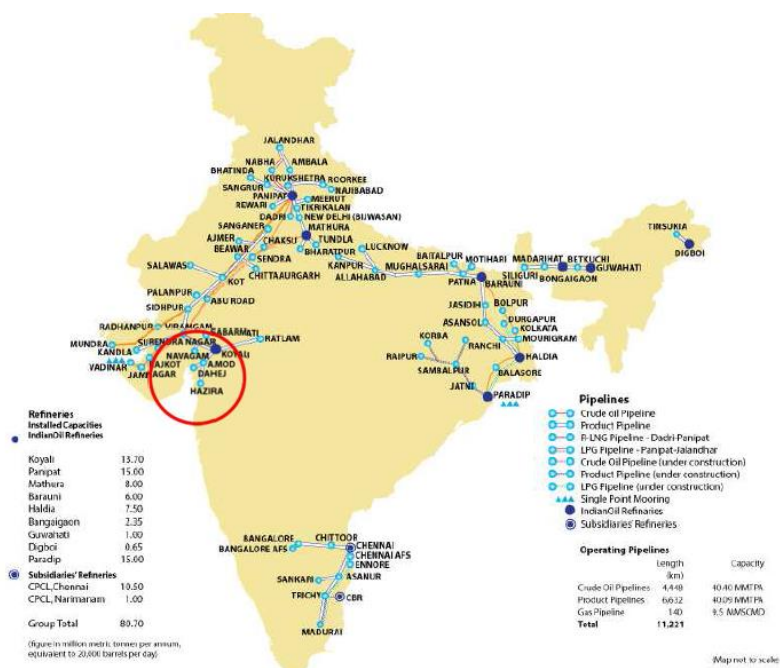 JALANDHAR
NABHA
AMBALA
BHATINDA
KURUKSHETRA
ROORKEE
SANGRUR
NAJIBABAD
PANIPAT
MEERUT
REWARI
TIKRIKALAN
DADRI
NEW DELHI (BIJWASAN)
SANGANER
MATHURA
AJMER
CHAKSU
TUNDLA
BEAWAR
BHARATPUR
LUCKNOW
SENDRA
KANPUR
SALAWAS
CHITTAURGARH
ALLAHABAD
MUGHALSARAI
KOT
BAITALPUR
MOTIHARI
PATNA
BARAUNI
SILIGURI
MADARIHAT
BETKUCHI
BONGAIGAON
GUWAHATI
TINSUKIA
DIGBOI
PALANPUR
ABU ROAD
SIDHPUR
JASIDIH
BOLPUR
DURGAPUR
ASANSOL
KOLKATA
MOURIGRAM
RADHANPUR
VIRANGAM
MUNDRA
SABARMATI
KANDLA
SURENDRA NAGAR
RATLAM
NAVAGAM
KOYALI
VADINAR
RAJKOT
AMOD
JAMNAGAR
DAHEJ
HAZIRA
KORBA
RANCHI
HALDIA
RAIPUR
SAMBALPUR
BALASORE
JATNI
PARADIP
BANGALORE
CHITTOOR
BANGALORE AFS
CHENNAI
CHENNAI AFS
ENNORE
SANKARI
ASANUR
TRICHY
CBR
MADURAI
Refineries
Installed Capacities
IndianOil Refineries
Koyali 13.70
Panipat 15.00
Mathera 8.00
Barauni 6.00
Haldia 7.50
Bangaigaon 2.35
Guwahati 1.00
Digboi 0.65
Paradip 15.00
Subsidiaries' Refineries
CPCL,Chennai 10.50
CPCL, Narimanam 1.00
Group Total 80.70
(figure in million metric tonnes per annum,
equivalent to 20,000 barrels per day)
Pipelines
Crude oil Pipeline
Product Pipeline
R-LNG Pipeline - Dadri-Panipat
LPG Pipeline - Panipat-Jalandhar
Crude Oil Pipeline (under construction)
Product Pipeline (under construction)
LPG Pipeline (under construction)
Single Point Mooring
IndianOil Refineries
Subsidiaries' Refineries
Operating Pipelines
Length Capacity
(km)
Crude Oil Pipelines 4,448 40.40 MMTPA
Product Pipelines 6,632 40.09 MMTPA
Gas Pipeline 140 9.5 NMSCMD
Total 11,221
(Map not to scale)